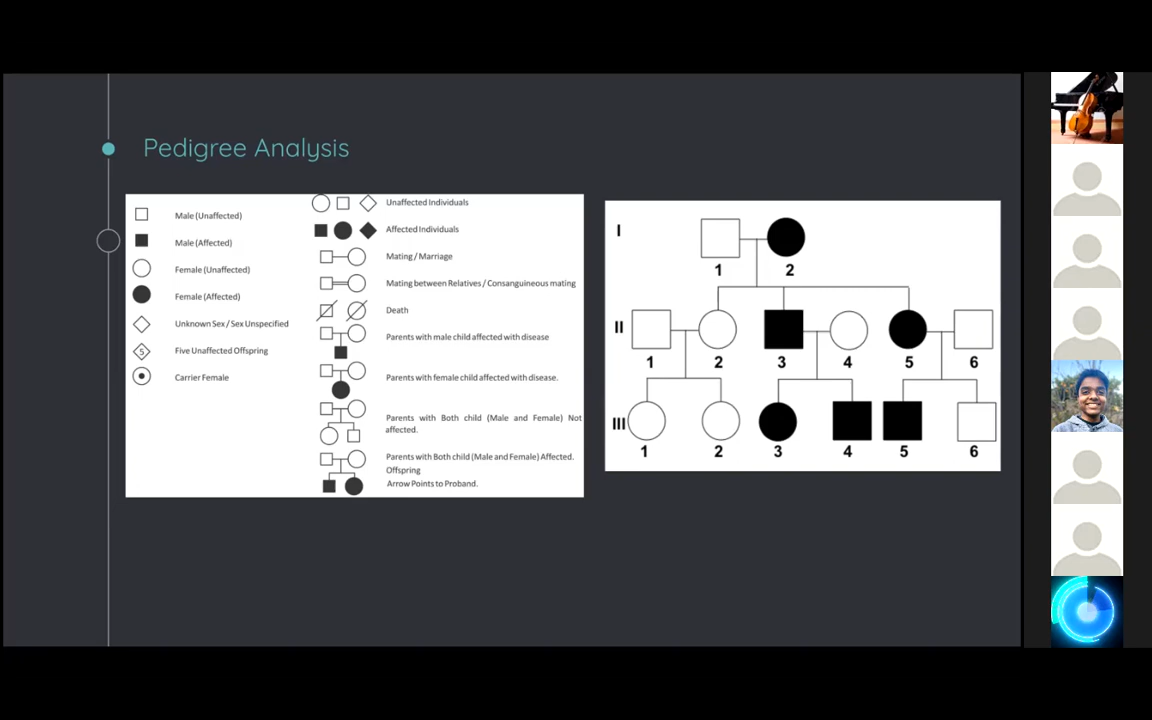 Pedigree Analysis
Male (Unaffected)
Male (Affected)
Female (Unaffected)
Female (Affected)
Unknown Sex / Sex Unspecified
5
Five Unaffected Offspring
Carrier Female
Unaffected Individuals
Affected Individuals
Mating / Marriage
Mating between Relatives / Consanguineous mating
Death
Parents with male child affected with disease
Parents with female child affected with disease.
Parents with Both child (Male and Female) Not
affected.
Parents with Both child (Male and Female) Affected.
Offspring
Arrow Points to Proband.
I
1 2
II
1 2 3 4 5 6
III
1 2 3 4 5 6